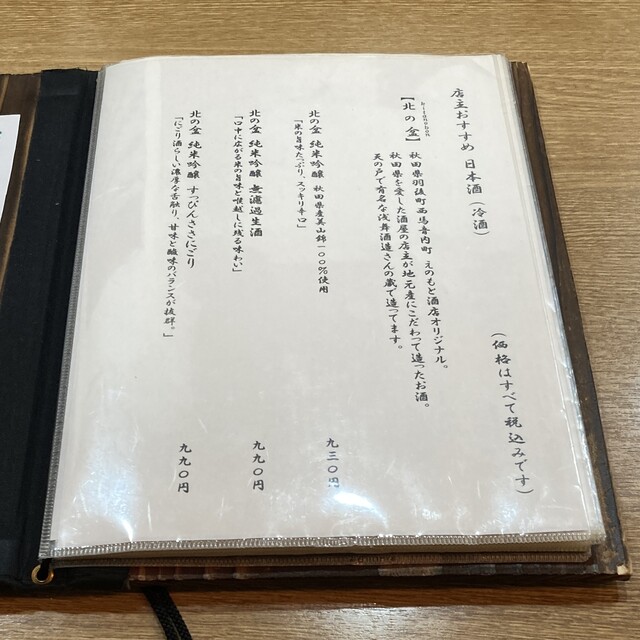 店主おすすめ 日本酒（冷酒）
（価格はすべて税込みです）
kitanobon
【北の盆】
秋田県羽後町西馬音内町 えのもと酒店オリジナル。
秋田県を愛した酒屋の店主が地元産にこだわって造ったお酒。
天の戸で有名な浅舞酒造さんの蔵で造ってます。
北の盆 純米吟醸 秋田県産美山錦一〇〇％使用
「米の旨味たっぷり、スッキリ辛口」
九三〇円
北の盆 純米吟醸 無濾過生酒
「口中に広がる米の旨味と喉越しに残る味わい」
九九〇円
北の盆 純米吟醸 すっぴんささにごり
「にごり酒らしい濃厚な舌触り、甘味と酸味のバランスが抜群。」
九九〇円